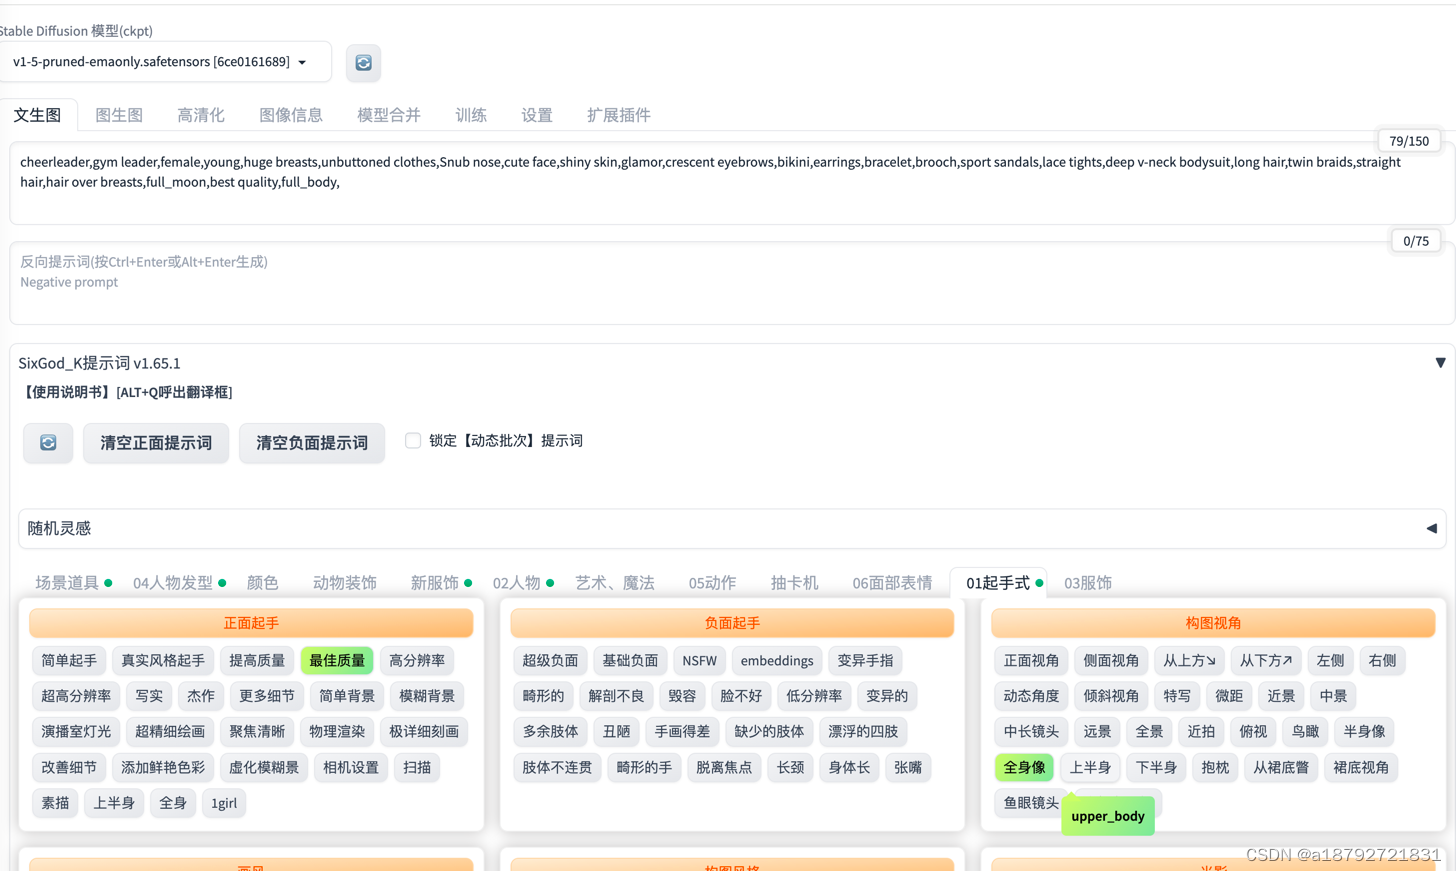 Stable Diffusion 模型(ckpt)
v1-5-pruned-emaonly.safetensors [6ce0161689]
文生图 图生图 高清化 图像信息 模型合并 训练 设置 扩展插件
79/150
cheerleader,gym leader,female,young,huge breasts,unbuttoned clothes,Snub nose,cute face,shiny skin,glamor,crescent eyebrows,bikini,earrings,bracelet,brooch,sport sandals,lace tights,deep v-neck bodysuit,long hair,twin braids,straight
hair,hair over breasts,full_moon,best quality,full_body,
0/75
反向提示词(按Ctrl+Enter或Alt+Enter生成)
Negative prompt
SixGod_K提示词 v1.65.1
【使用说明书】[ALT+Q呼出翻译框]
清空正面提示词 清空负面提示词 锁定【动态批次】提示词
随机灵感
场景道具 04人物发型 颜色 动物装饰 新服饰 02人物 艺术、魔法 05动作 抽卡机 06面部表情 01起手式 03服饰
正面起手
简单起手 真实风格起手 提高质量 最佳质量 高分辨率
超高分辨率 写实 杰作 更多细节 简单背景 模糊背景
演播室灯光 超精细绘画 聚焦清晰 物理渲染 极详细刻画
改善细节 添加鲜艳色彩 虚化模糊景 相机设置 扫描
素描 上半身 全身 1girl
负面起手
超级负面 基础负面 NSFW embeddings 变异手指
畸形的 解剖不良 毁容 脸不好 低分辨率 变异的
多余肢体 丑陋 手画得差 缺少的肢体 漂浮的四肢
肢体不连贯 畸形的手 脱离焦点 长颈 身体长 张嘴
构图视角
正面视角 侧面视角 从上方↘ 从下方↗ 左侧 右侧
动态角度 倾斜视角 特写 微距 近景 中景
中长镜头 远景 全景 近拍 俯视 鸟瞰 半身像
全身像 上半身 下半身 抱枕 从裙底瞥 裙底视角
鱼眼镜头
upper_body
画风 构图风格 光影
CSDN @a18792721831